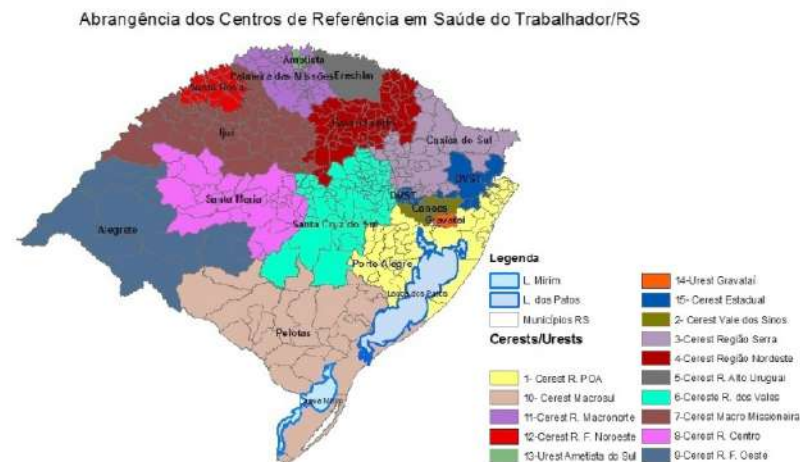 Abrangência dos Centros de Referência em Saúde do Trabalhador/RS
Ametista
Palmeira das Missões
Erechim
Santa Rosa
Ijuí
Caxias do Sul
DVST
DVST
Santa Maria
Canoas
Gravataí
Alegrete
Santa Cruz do Sul
Porto Alegre
Pelotas
Legenda
L. Mirim
L. dos Patos
Municípios RS
Cerests/Urests
1- Cerest R. POA
10- Cerest Macrosul
11-Cerest R. Macronorte
12-Cerest R. F. Noroeste
13-Urest Ametista do Sul
14-Urest Gravataí
15- Cerest Estadual
2- Cerest Vale dos Sinos
3-Cerest Região Serra
4-Cerest Região Nordeste
5-Cerest R. Alto Uruguai
6-Cereste R. dos Vales
7-Cerest Macro Missioneira
8-Cerest R. Centro
9-Cerest R. F. Oeste